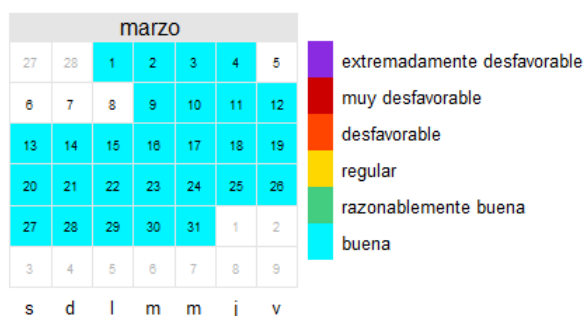 marzo
27 28 1 2 3 4 5
6 7 8 9 10 11 12
13 14 15 16 17 18 19
20 21 22 23 24 25 26
27 28 29 30 31 1 2
3 4 5 6 7 8 9
s d l m m j v
extremadamente desfavorable
muy desfavorable
desfavorable
regular
razonablemente buena
buena